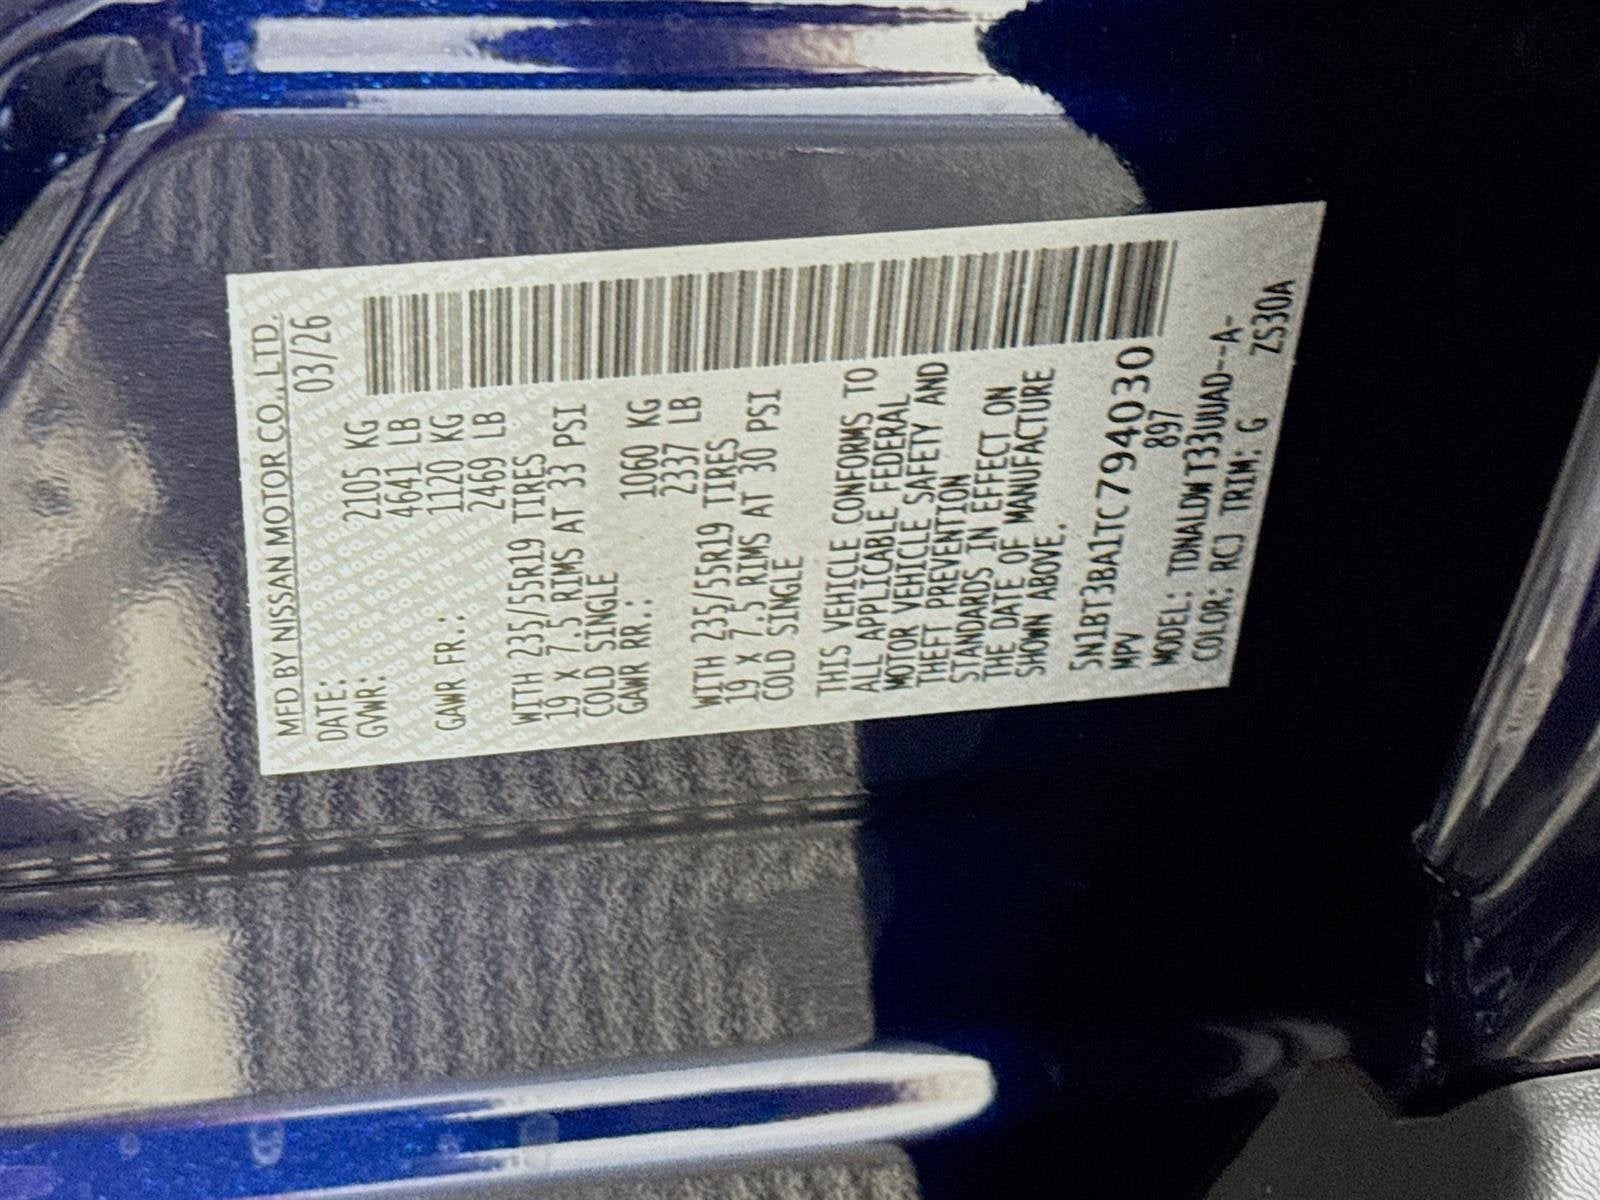 MFD BY NISSAN MOTOR CO.,LTD.
DATE: 03/26
GVWR: 2105 KG
4641 LB
GAWR FR.: 1120 KG
2469 LB
WITH 235/55R19 TIRES
19 X 7.5 RIMS AT 33 PSI
COLD SINGLE
GAWR RR.: 1060 KG
2337 LB
WITH 235/55R19 TIRES
19 X 7.5 RIMS AT 30 PSI
COLD SINGLE
THIS VEHICLE CONFORMS TO
ALL APPLICABLE FEDERAL
MOTOR VEHICLE SAFETY AND
THEFT PREVENTION
STANDARDS IN EFFECT ON
THE DATE OF MANUFACTURE
SHOWN ABOVE.
5N1BT3BA1TC794030
MPV 897
MODEL: TDNALDW T33UUAD--A-
COLOR: RCJ TRIM: G ZS30A